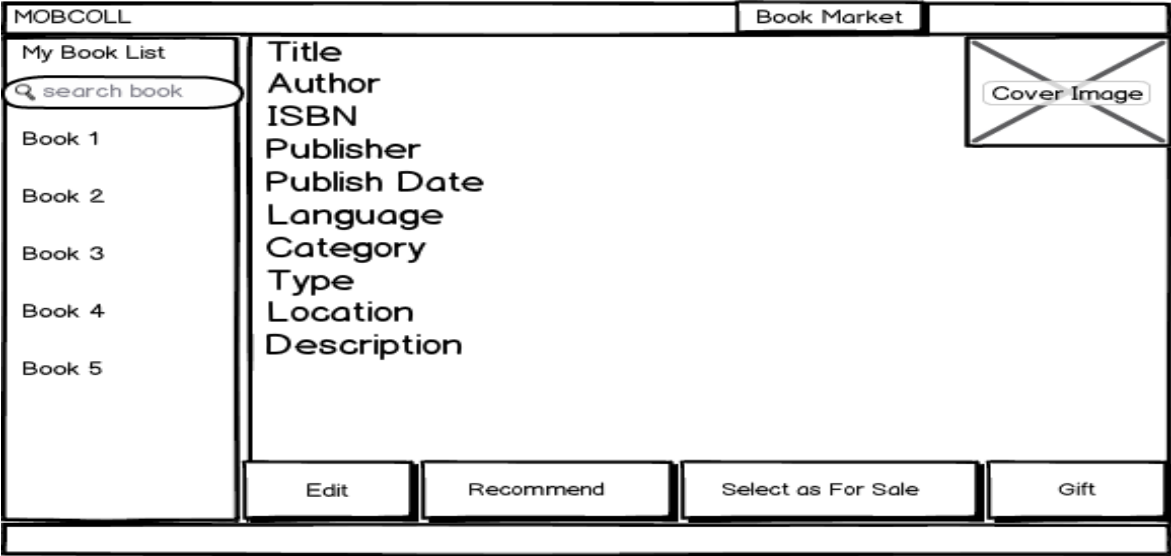 MOBCOLL
Book Market
My Book List
search book
Book 1
Book 2
Book 3
Book 4
Book 5
Title
Author
ISBN
Publisher
Publish Date
Language
Category
Type
Location
Description
Cover Image
Edit
Recommend
Select as For Sale
Gift